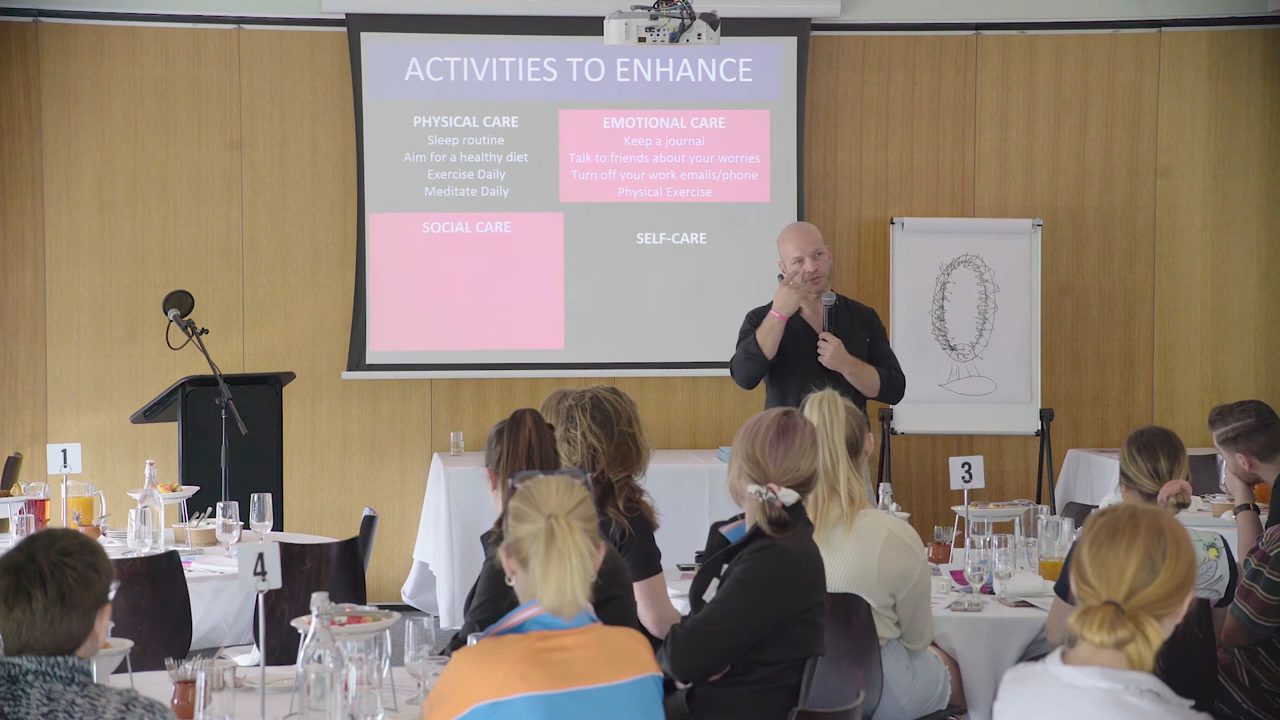 ACTIVITIES TO ENHANCE
PHYSICAL CARE
Sleep routine
Aim for a healthy diet
Exercise Daily
Meditate Daily
EMOTIONAL CARE
Keep a journal
Talk to friends about your worries
Turn off your work emails/phone
Physical Exercise
SOCIAL CARE
SELF-CARE
1
3
4